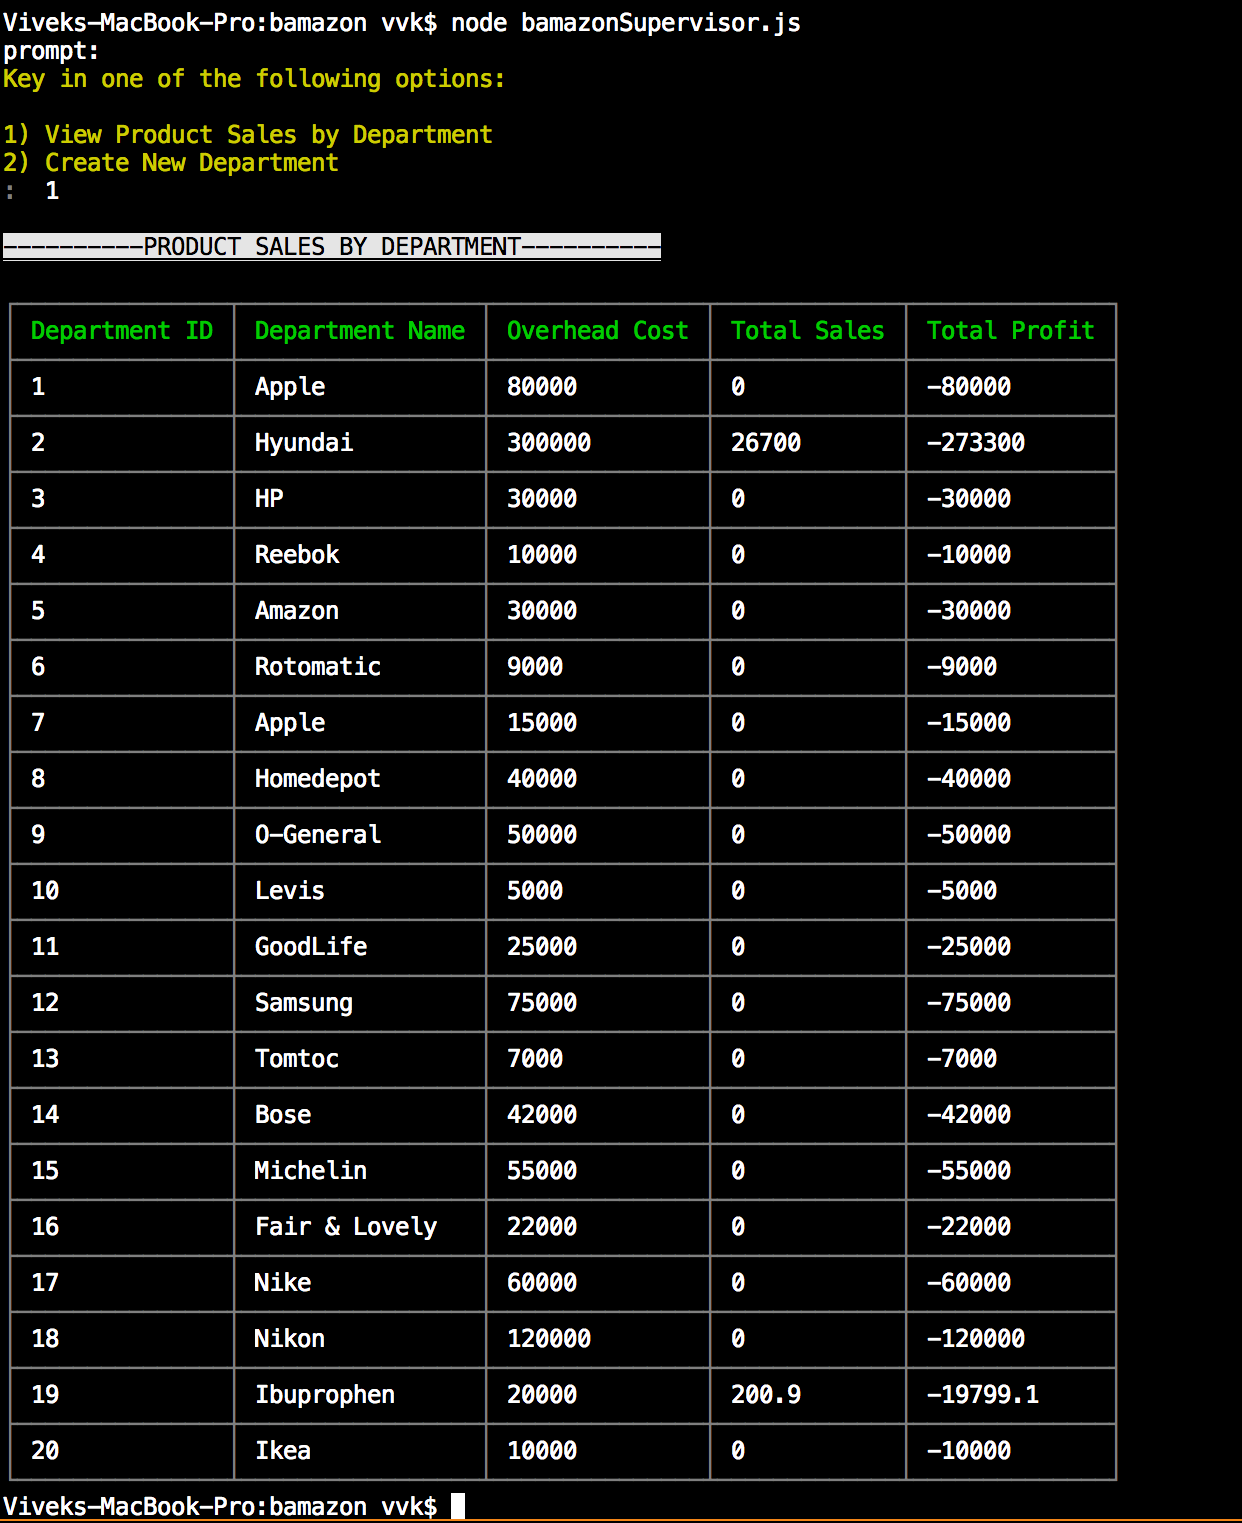 Viveks-MacBook-Pro:bamazon vvk$ node bamazonSupervisor.js
prompt:
Key in one of the following options:
1) View Product Sales by Department
2) Create New Department
:  1
----------PRODUCT SALES BY DEPARTMENT----------
Department ID Department Name Overhead Cost Total Sales Total Profit
1 Apple 80000 0 -80000
2 Hyundai 300000 26700 -273300
3 HP 30000 0 -30000
4 Reebok 10000 0 -10000
5 Amazon 30000 0 -30000
6 Rotomatic 9000 0 -9000
7 Apple 15000 0 -15000
8 Homedepot 40000 0 -40000
9 O-General 50000 0 -50000
10 Levis 5000 0 -5000
11 GoodLife 25000 0 -25000
12 Samsung 75000 0 -75000
13 Tomtoc 7000 0 -7000
14 Bose 42000 0 -42000
15 Michelin 55000 0 -55000
16 Fair & Lovely 22000 0 -22000
17 Nike 60000 0 -60000
18 Nikon 120000 0 -120000
19 Ibuprophen 20000 200.9 -19799.1
20 Ikea 10000 0 -10000
Viveks-MacBook-Pro:bamazon vvk$